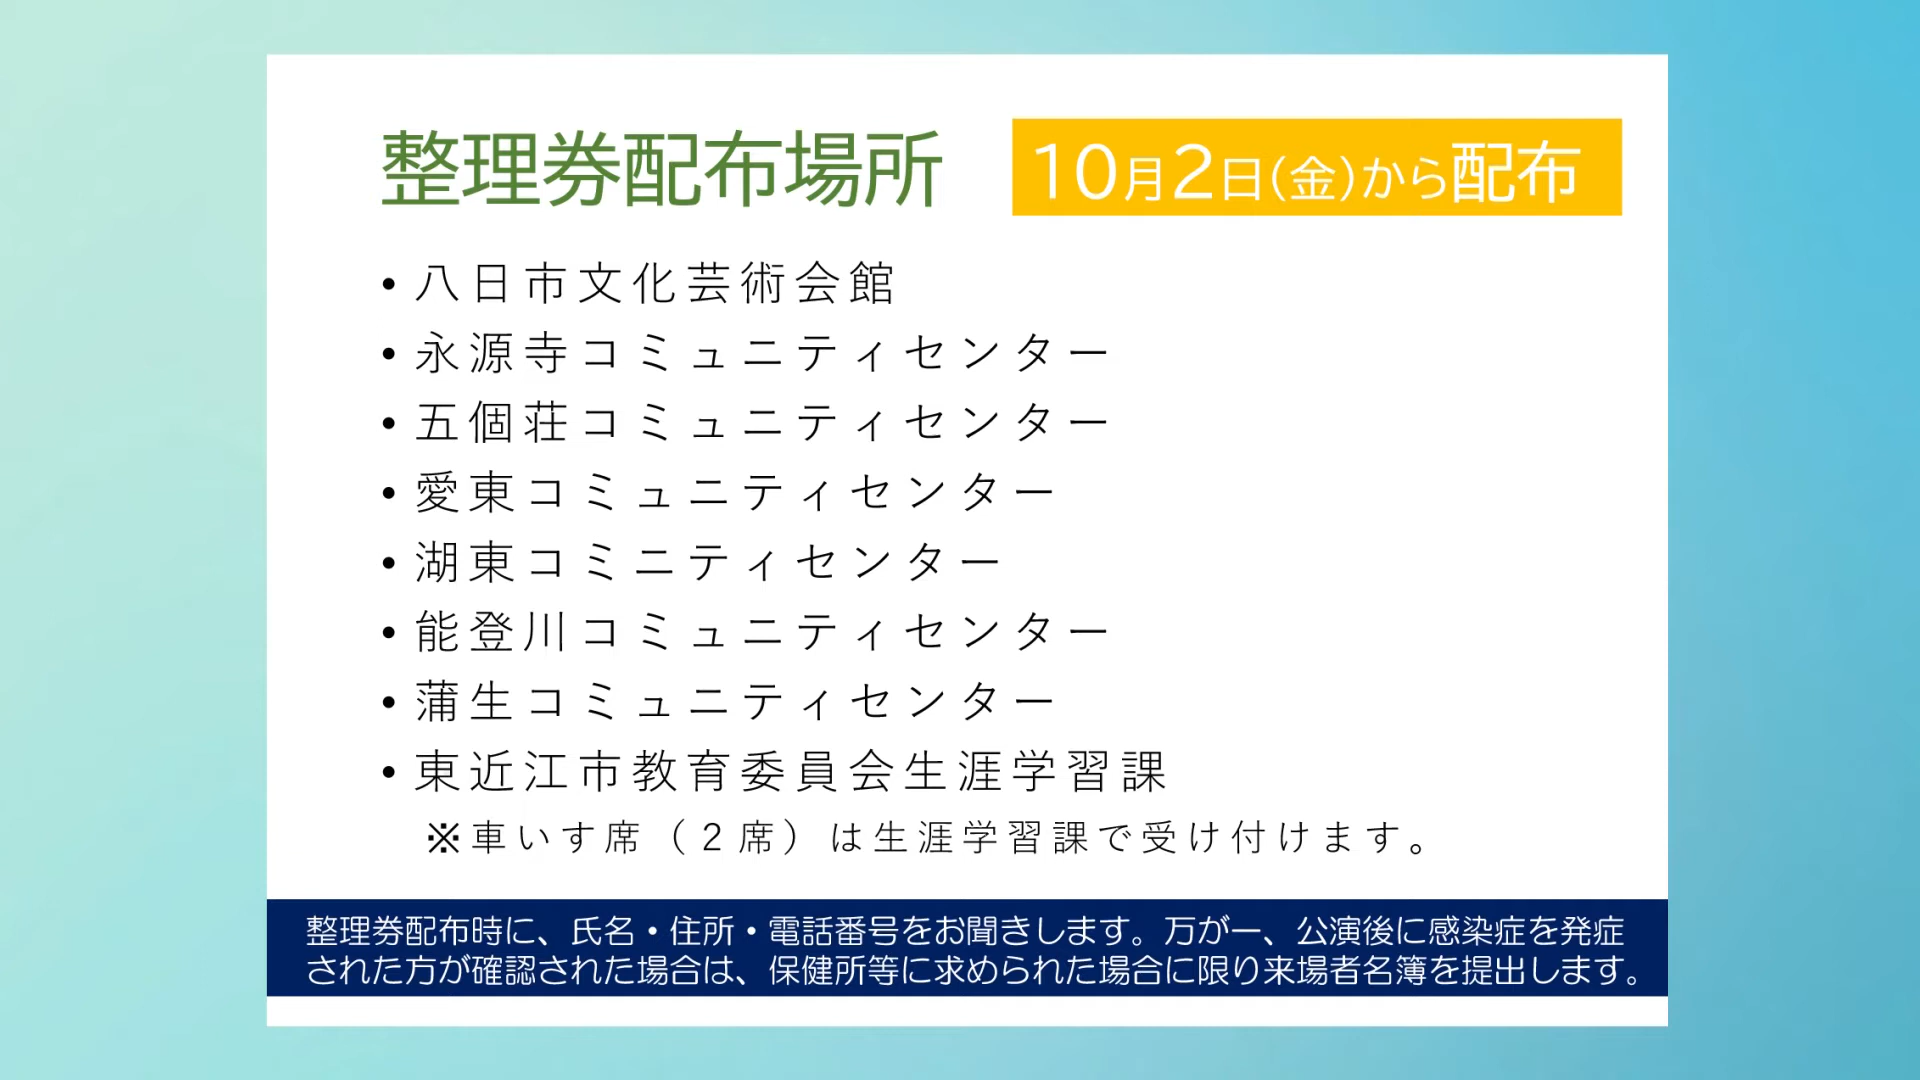 整理券配布場所
10月2日(金)から配布
•八日市文化芸術会館
•永源寺コミュニティセンター
•五個荘コミュニティセンター
•愛東コミュニティセンター
•湖東コミニティセンター
•能登川コミュニティセンター
•蒲生コミュニティセンター
•東近江市教育委員会生涯学習課
※車いす席（２席）は生涯学習課で受け付けます。
整理券配布時に、氏名・住所・電話番号をお聞きします。万が一、公演後に感染症を発症
された方が確認された場合は、保健所等に求められた場合に限り来場者名簿を提出します。